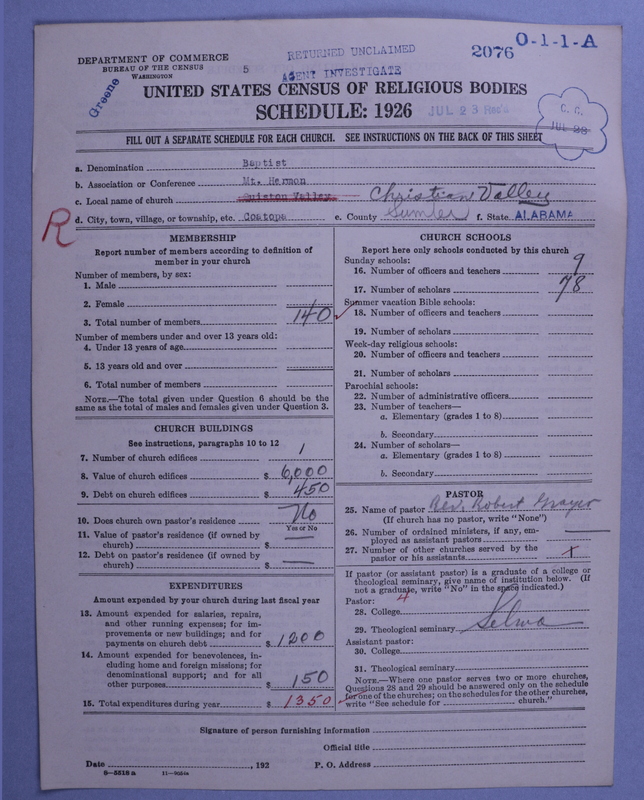 DEPARTMENT OF COMMERCE
BUREAU OF THE CENSUS
WASHINGTON
Greene
5
RETURNED UNCLAIMED
AGENT INVESTIGATE
2076
O-1-1-A
UNITED STATES CENSUS OF RELIGIOUS BODIES
SCHEDULE: 1926
JUL 23 Rec'd
C. C.
JUL 23
FILL OUT A SEPARATE SCHEDULE FOR EACH CHURCH. SEE INSTRUCTIONS ON THE BACK OF THIS SHEET
a. Denomination Baptist
b. Association or Conference Mt. Hermon
c. Local name of church Christian Valley
d. City, town, village, or township, etc. Coatopa e. County Sumter f. State ALABAMA
R
MEMBERSHIP
Report number of members according to definition of
member in your church
Number of members, by sex:
1. Male
2. Female
3. Total number of members 140
Number of members under and over 13 years old:
4. Under 13 years of age
5. 13 years old and over
6. Total number of members
NOTE.—The total given under Question 6 should be
the same as the total of males and females given under Question 3.
CHURCH BUILDINGS
See instructions, paragraphs 10 to 12
7. Number of church edifices 1
8. Value of church edifices $ 6,000
9. Debt on church edifices $ 450
10. Does church own pastor's residence No
Yes or No
11. Value of pastor's residence (if owned by
church) $
12. Debt on pastor's residence (if owned by
church) $
EXPENDITURES
Amount expended by your church during last fiscal year
13. Amount expended for salaries, repairs,
and other running expenses; for im-
provements or new buildings; and for
payments on church debt $ 1200
14. Amount expended for benevolences, in-
cluding home and foreign missions; for
denominational support; and for all
other purposes $ 150
15. Total expenditures during year $ 1350
CHURCH SCHOOLS
Report here only schools conducted by this church
Sunday schools:
16. Number of officers and teachers 9
17. Number of scholars 78
Summer vacation Bible schools:
18. Number of officers and teachers
19. Number of scholars
Week-day religious schools:
20. Number of officers and teachers
21. Number of scholars
Parochial schools:
22. Number of administrative officers
23. Number of teachers—
a. Elementary (grades 1 to 8)
b. Secondary
24. Number of scholars—
a. Elementary (grades 1 to 8)
b. Secondary
PASTOR
25. Name of pastor Rev. Robert
(If church has no pastor, write "None")
26. Number of ordained ministers, if any, em-
ployed as assistant pastors
27. Number of other churches served by the
pastor or his assistants x
If pastor (or assistant pastor) is a graduate of a college or
theological seminary, give name of institution below. (If
not a graduate, write "No" in the space indicated.)
Pastor: 4
28. College
29. Theological seminary Selma
Assistant pastor:
30. College
31. Theological seminary
NOTE.—Where one pastor serves two or more churches,
Questions 28 and 29 should be answered only on the schedule
for one of the churches; on the schedules for the other churches,
write "See schedule for church."
Signature of person furnishing information
Official title
Date , 192 P. O. Address
8-5518a 11-9054a